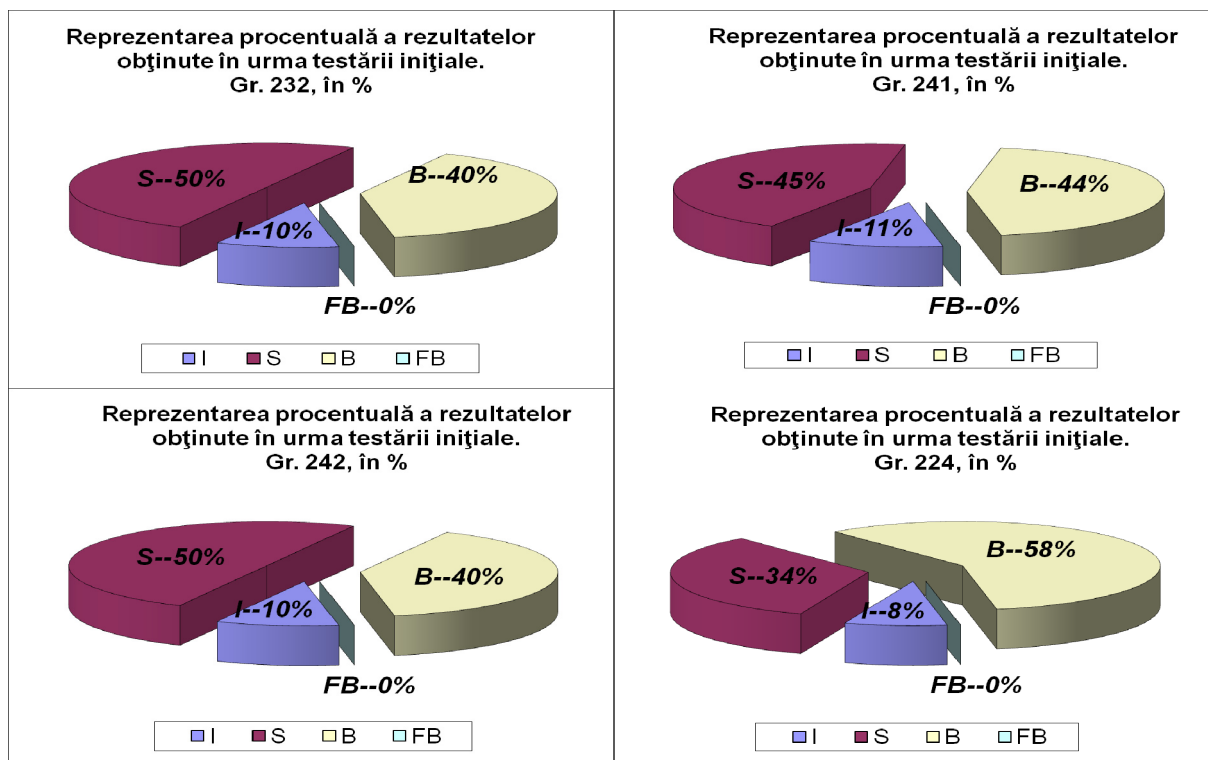 Reprezentarea procentuală a rezultatelor
obţinute în urma testării iniţiale.
Gr. 232, în %
S--50%
B--40%
I--10%
FB--0%
I S B FB
Reprezentarea procentuală a rezultatelor
obţinute în urma testării iniţiale.
Gr. 241, în %
S--45%
B--44%
I--11%
FB--0%
I S B FB
Reprezentarea procentuală a rezultatelor
obţinute în urma testării iniţiale.
Gr. 242, în %
S--50%
B--40%
I--10%
FB--0%
I S B FB
Reprezentarea procentuală a rezultatelor
obţinute în urma testării iniţiale.
Gr. 224, în %
B--58%
S--34%
I--8%
FB--0%
I S B FB